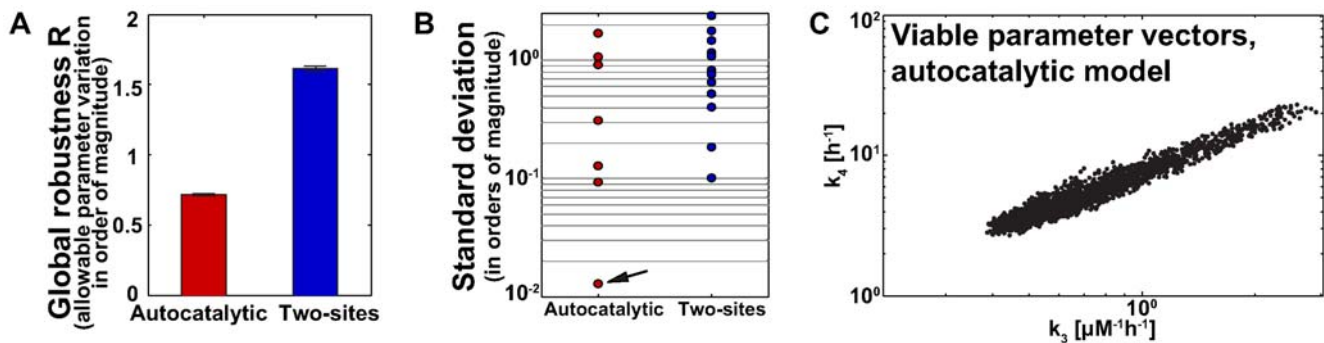 A
Global robustness R
(allowable parameter variation
in order of magnitude)
2
1.5
1
0.5
0
Autocatalytic Two-sites
B
Standard deviation
(in orders of magnitude)
10⁰
10⁻¹
10⁻²
Autocatalytic Two-sites
C
Viable parameter vectors,
autocatalytic model
k₄ [h⁻¹]
10²
10¹
10⁰
10⁰
k₃ [µM⁻¹h⁻¹]